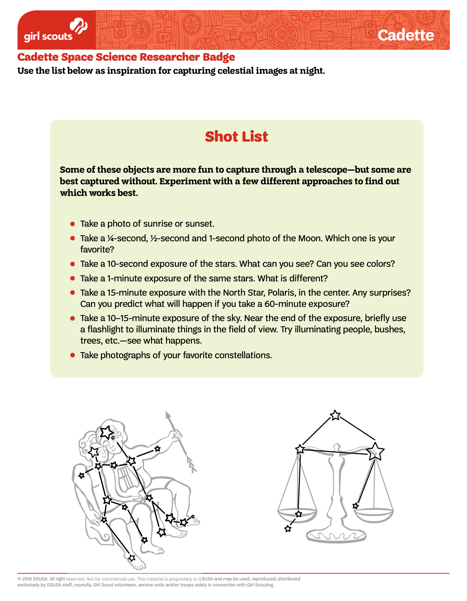 girl scouts
Cadette
Cadette Space Science Researcher Badge
Use the list below as inspiration for capturing celestial images at night.
Shot List
Some of these objects are more fun to capture through a telescope—but some are
best captured without. Experiment with a few different approaches to find out
which works best.
• Take a photo of sunrise or sunset.
• Take a ¼-second, ½-second and 1-second photo of the Moon. Which one is your
favorite?
• Take a 10-second exposure of the stars. What can you see? Can you see colors?
• Take a 1-minute exposure of the same stars. What is different?
• Take a 15-minute exposure with the North Star, Polaris, in the center. Any surprises?
Can you predict what will happen if you take a 60-minute exposure?
• Take a 10–15-minute exposure of the sky. Near the end of the exposure, briefly use
a flashlight to illuminate things in the field of view. Try illuminating people, bushes,
trees, etc.—see what happens.
• Take photographs of your favorite constellations.
© 2016 GSUSA. All right reserved. Not for commercial use. This material is proprietary to GSUSA and may be used, reproduced, distributed
exclusively by GSUSA staff, councils, Girl Scout volunteers, service units and/or troops solely in connection with Girl Scouting.